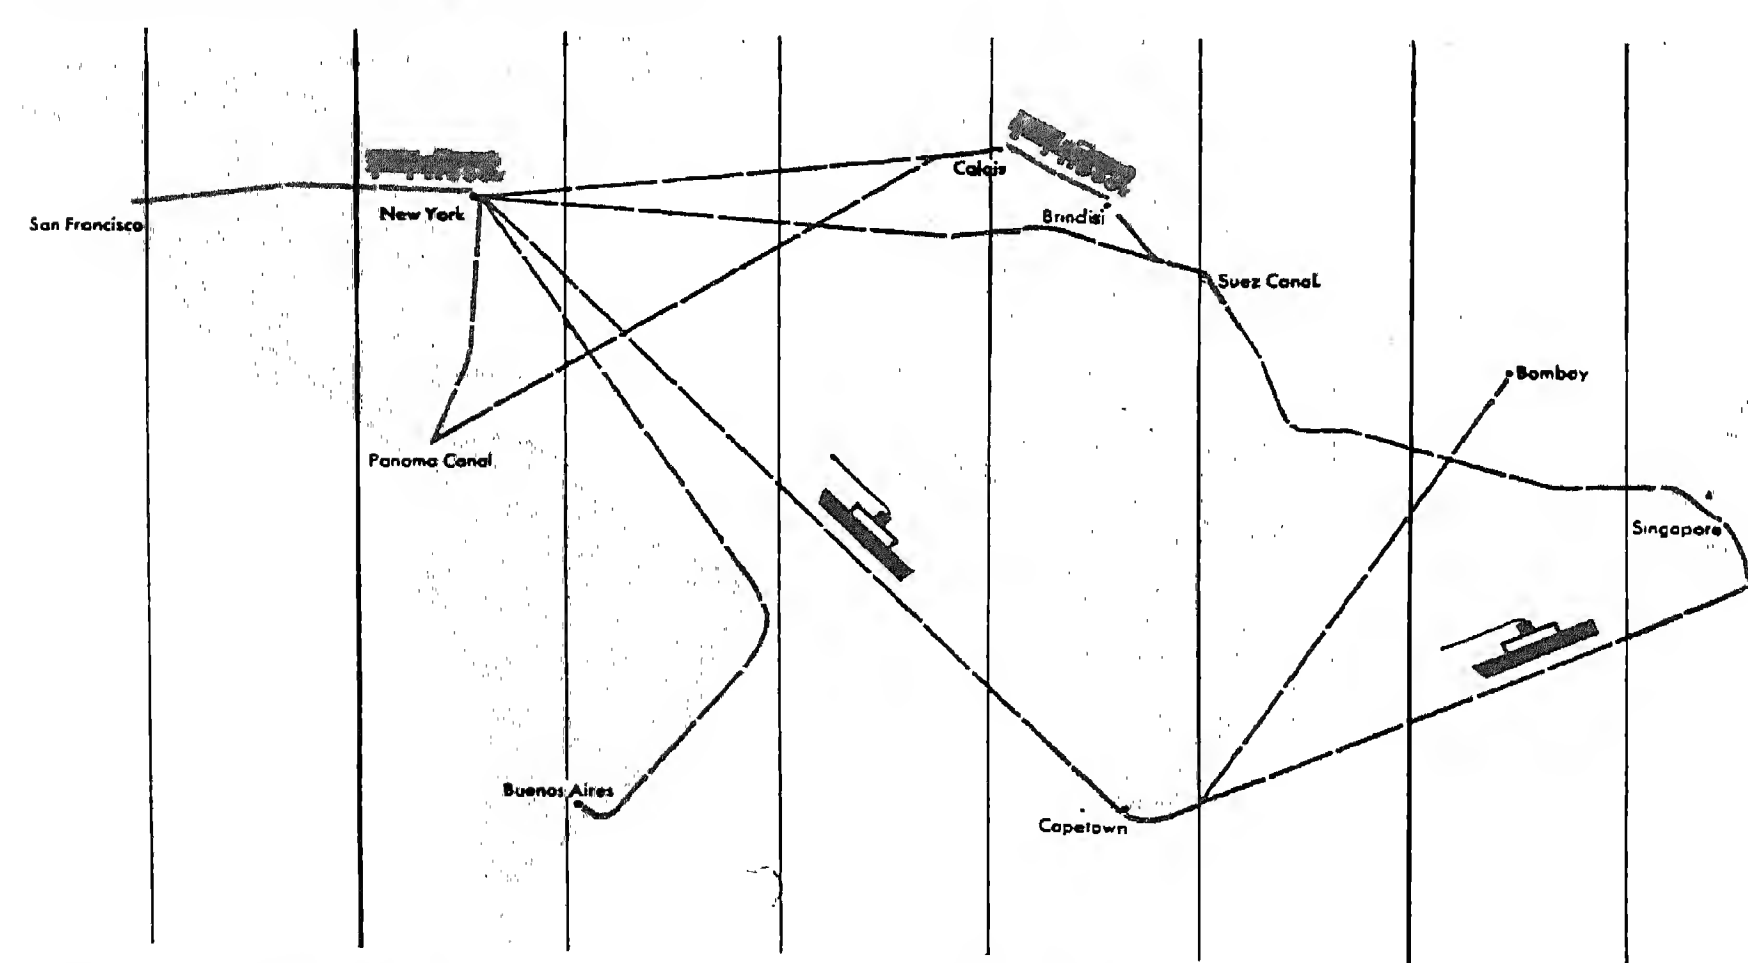 Calais
New York
Brindisi
San Francisco
Suez Canal
Bombay
Panama Canal
Singapore
Buenos Aires
Capetown